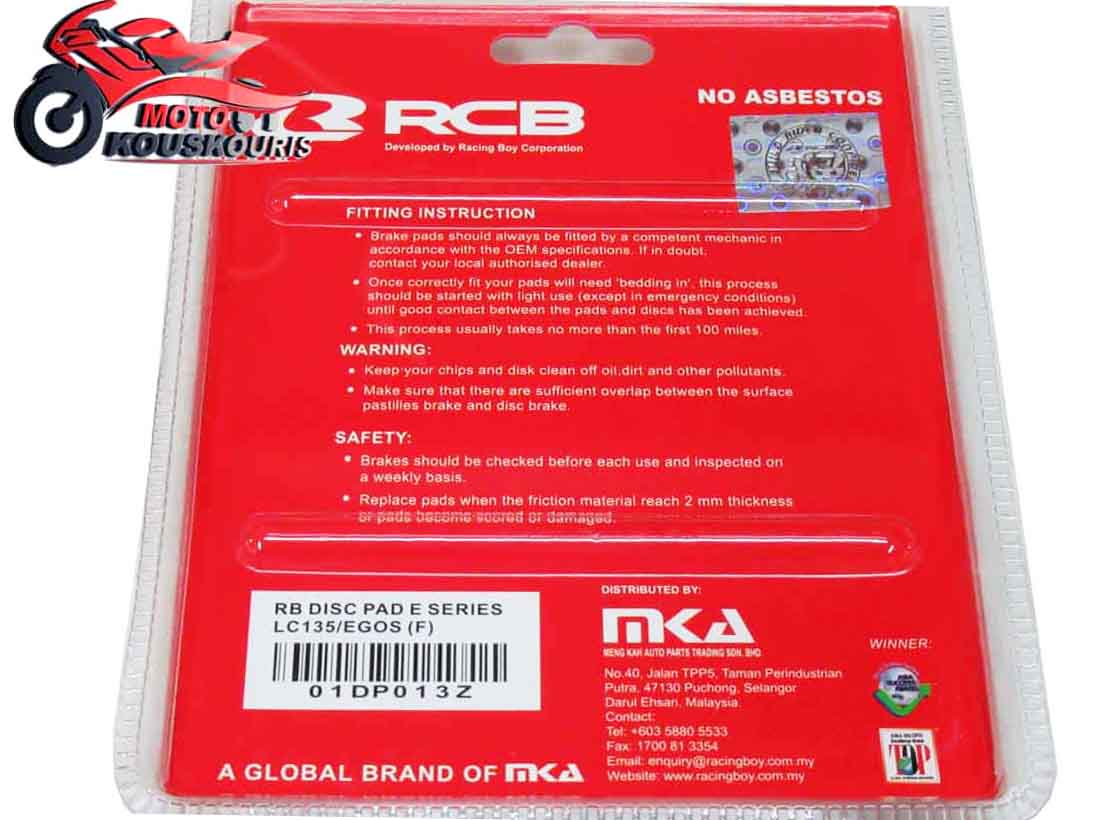 MOTO
KOUSKOURIS
RCB
Developed by Racing Boy Corporation
NO ASBESTOS
FITTING INSTRUCTION
• Brake pads should always be fitted by a competent mechanic in
accordance with the OEM specifications. If in doubt,
contact your local authorised dealer.
• Once correctly fit your pads will need 'bedding in', this process
should be started with light use (except in emergency conditions)
until good contact between the pads and discs has been achieved.
• This process usually takes no more than the first 100 miles.
WARNING:
• Keep your chips and disk clean off oil,dirt and other pollutants.
• Make sure that there are sufficient overlap between the surface
pastilles brake and disc brake.
SAFETY:
• Brakes should be checked before each use and inspected on
a weekly basis.
• Replace pads when the friction material reach 2 mm thickness
or pads become scored or damaged.
RB DISC PAD E SERIES
LC135/EGOS (F)
01DP013Z
DISTRIBUTED BY:
MKA
MENG KAH AUTO PARTS TRADING SDN. BHD.
No.40, Jalan TPP5, Taman Perindustrian
Putra, 47130 Puchong, Selangor
Darul Ehsan, Malaysia.
Contact:
Tel: +603 5880 5533
Fax: 1700 81 3354
Email: enquiry@racingboy.com.my
Website: www.racingboy.com.my
WINNER:
TOP
A GLOBAL BRAND OF MKA